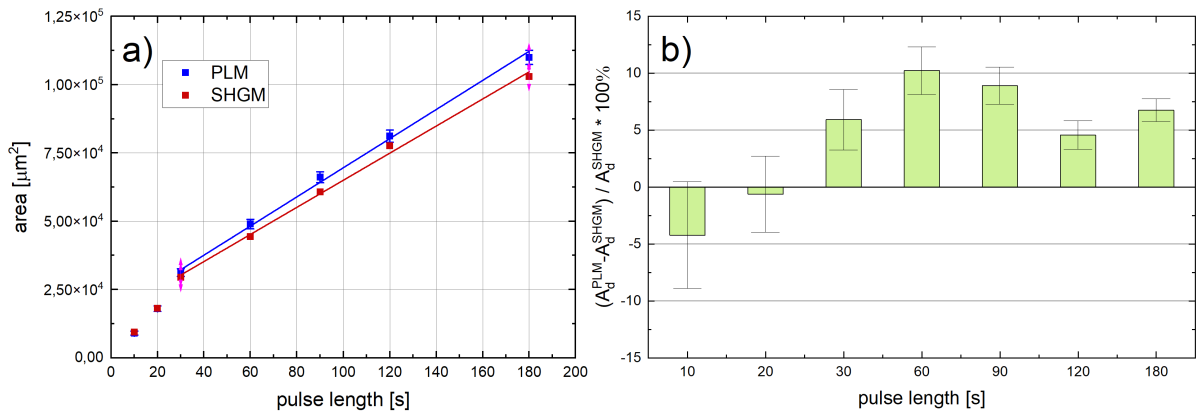 a)
PLM
SHGM
1,25×10⁵
1,00×10⁵
7,50×10⁴
5,00×10⁴
2,50×10⁴
0,00
area [μm²]
0 20 40 60 80 100 120 140 160 180 200
pulse length [s]
b)
15
10
5
0
-5
-10
-15
(A_d^PLM-A_d^SHGM) / A_d^SHGM * 100%
10 20 30 60 90 120 180
pulse length [s]